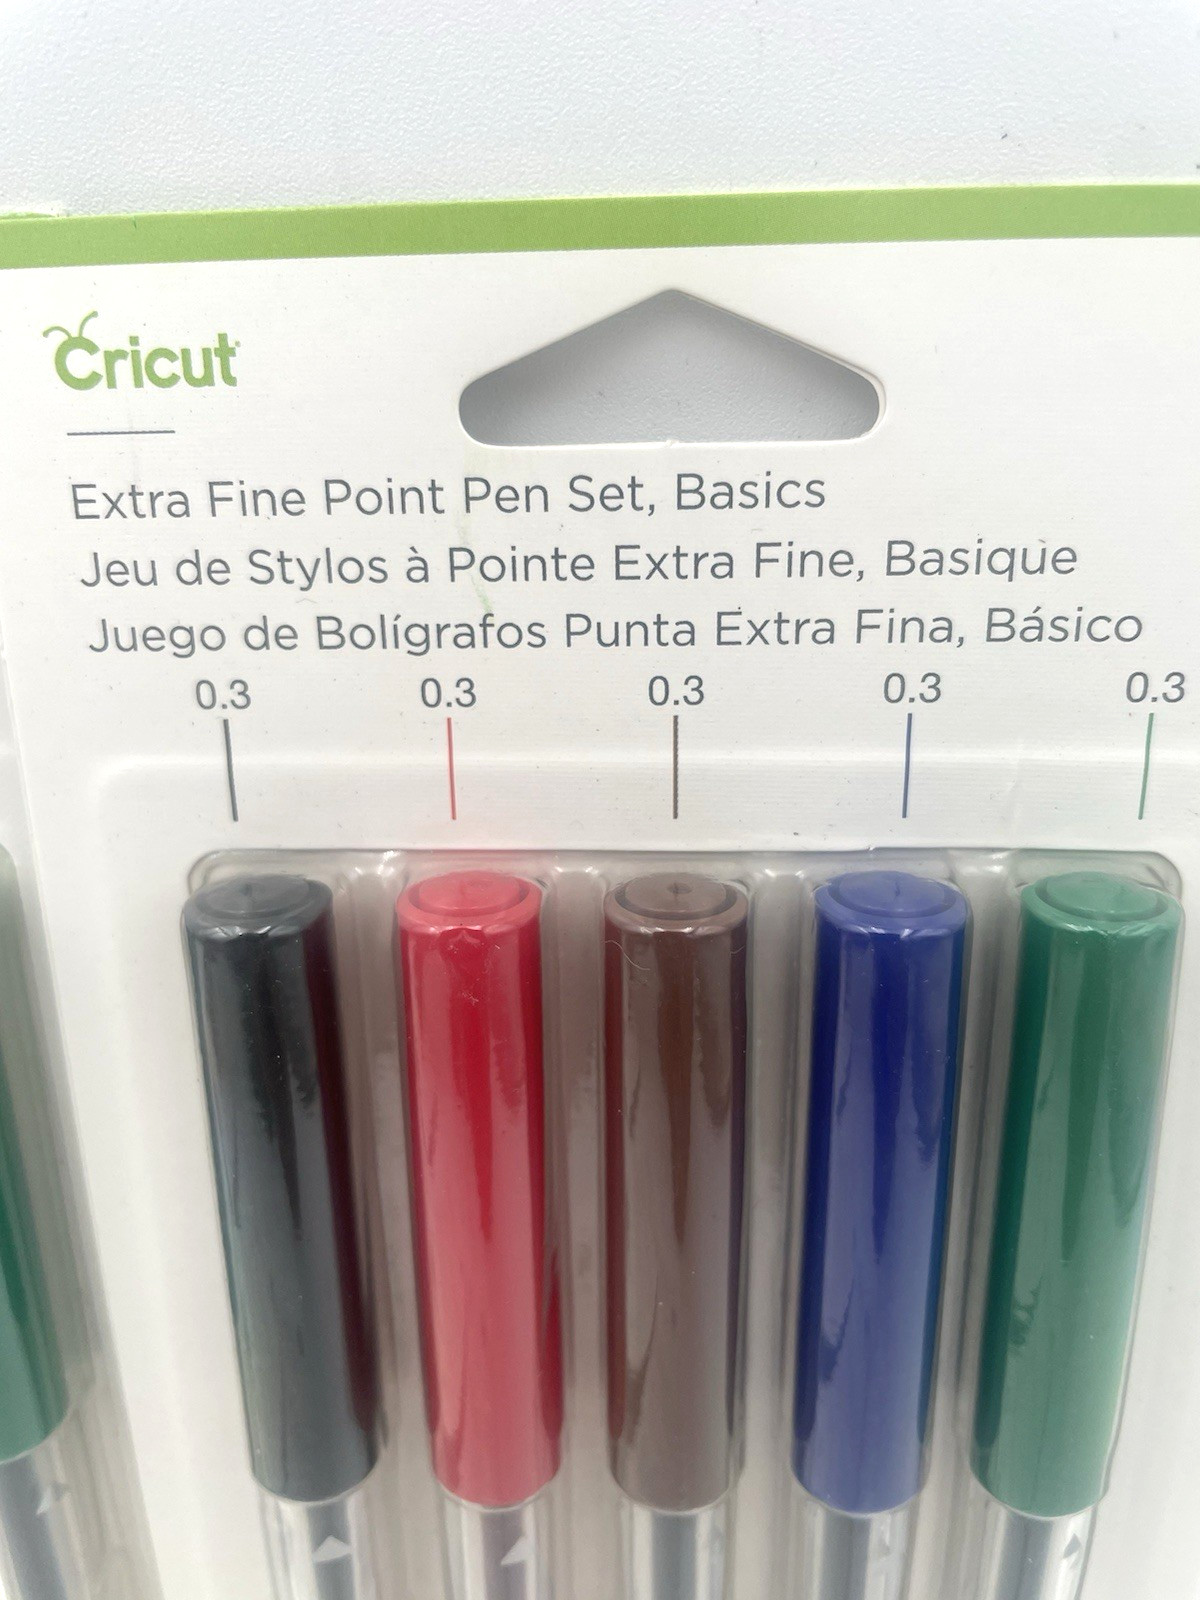 Cricut
Extra Fine Point Pen Set, Basics
Jeu de Stylos à Pointe Extra Fine, Basique
Juego de Bolígrafos Punta Extra Fina, Básico
0.3 0.3 0.3 0.3 0.3